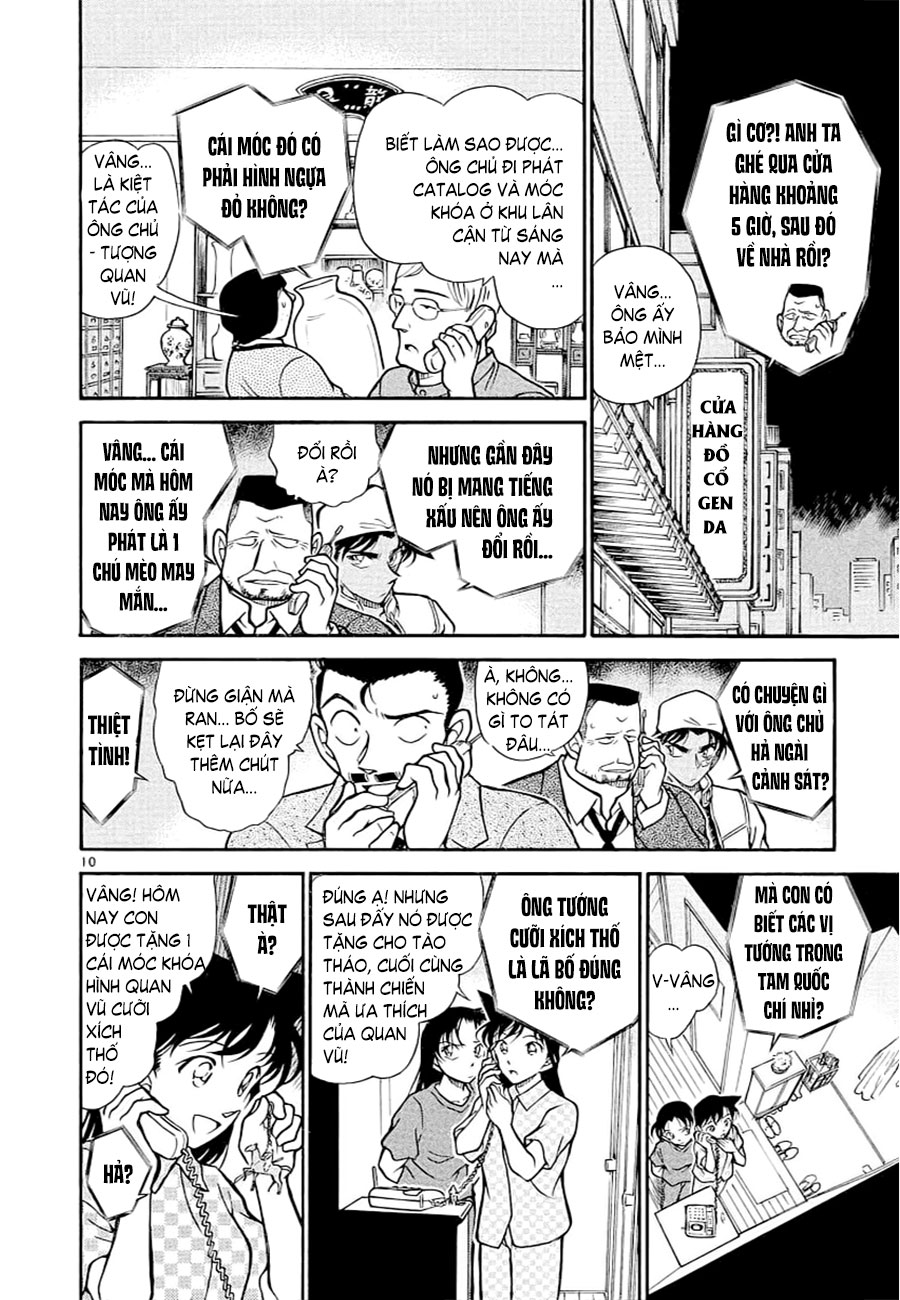 GÌ CƠ?! ANH TA
GHÉ QUA CỬA
HÀNG KHOẢNG
5 GIỜ, SAU ĐÓ
VỀ NHÀ RỒI?
VÂNG...
ÔNG ẤY
BẢO MÌNH
MỆT...
CỬA
HÀNG
ĐỒ
CỔ
GEN
DA
BIẾT LÀM SAO ĐƯỢC...
ÔNG CHỦ ĐI PHÁT
CATALOG VÀ MÓC
KHÓA Ở KHU LÂN
CẬN TỪ SÁNG
NAY MÀ
...
CÁI MÓC ĐÓ CÓ
PHẢI HÌNH NGỰA
ĐỎ KHÔNG?
VÂNG...
LÀ KIỆT
TÁC CỦA
ÔNG CHỦ
- TƯỢNG
QUAN
VŨ!
龍
NHƯNG GẦN ĐÂY
NÓ BỊ MANG TIẾNG
XẤU NÊN ÔNG ẤY
ĐỔI RỒI...
ĐỔI RỒI
À?
VÂNG... CÁI
MÓC MÀ HÔM
NAY ÔNG ẤY
PHÁT LÀ 1
CHÚ MÈO MAY
MẮN...
CÓ CHUYỆN GÌ
VỚI ÔNG CHỦ
HẢ NGÀI
CẢNH SÁT?
À, KHÔNG...
KHÔNG CÓ
GÌ TO TÁT
ĐÂU...
ĐỪNG GIẬN MÀ
RAN... BỐ SẼ
KẸT LẠI ĐÂY
THÊM CHÚT
NỮA...
THIỆT
TÌNH!
10
MÀ CON CÓ
BIẾT CÁC VỊ
TƯỚNG TRONG
TAM QUỐC
CHÍ NHỈ?
V-VÂNG
...
ÔNG TƯỚNG
CƯỠI XÍCH THỐ
LÀ LÃ BỐ ĐÚNG
KHÔNG?
ĐÚNG Ạ! NHƯNG
SAU ĐẤY NÓ ĐƯỢC
TẶNG CHO TÀO
THÁO, CUỐI CÙNG
THÀNH CHIẾN
MÃ ƯA THÍCH
CỦA QUAN
VŨ!
THẬT
À?
VÂNG! HÔM
NAY CON
ĐƯỢC TẶNG 1
CÁI MÓC KHÓA
HÌNH QUAN
VŨ CƯỠI
XÍCH
THỐ
ĐÓ!
HẢ?